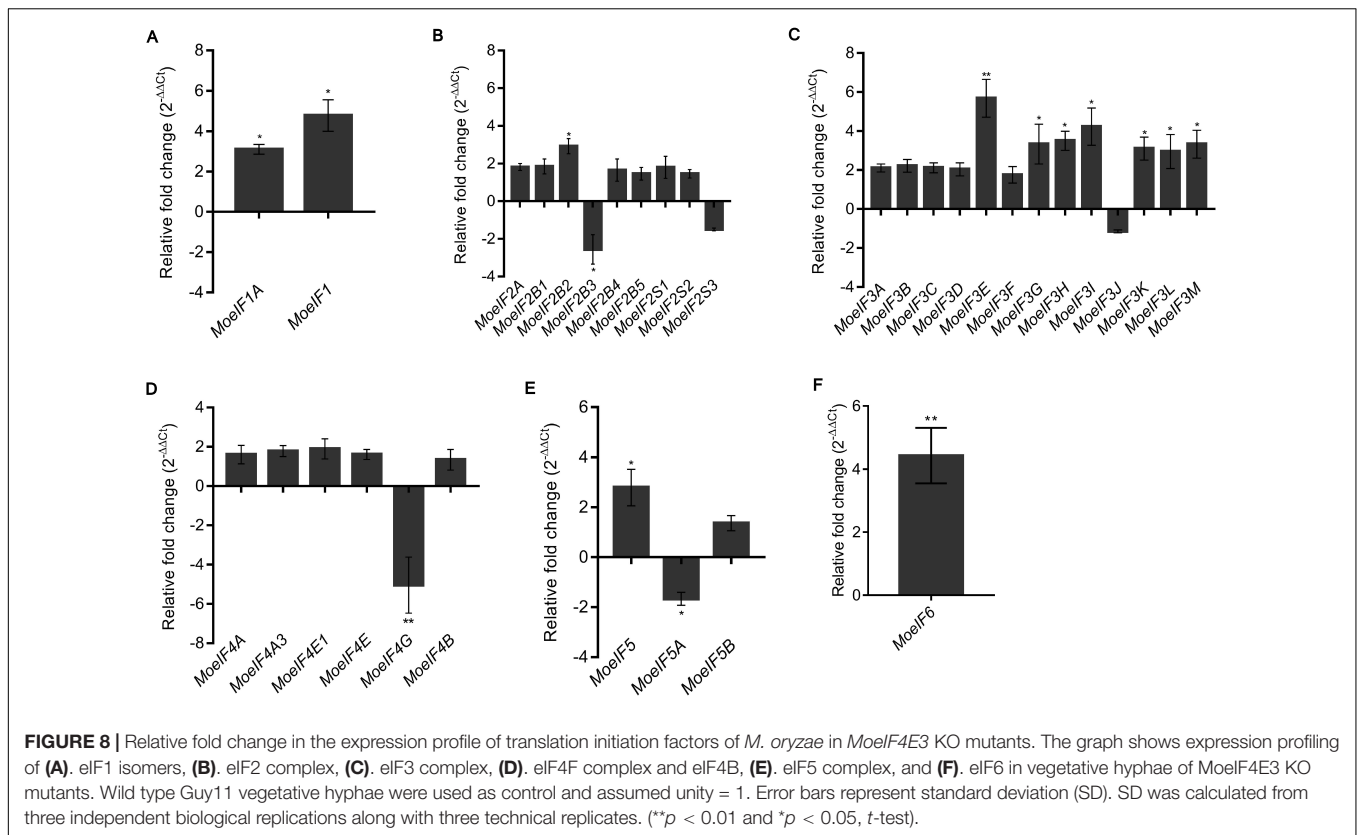 A
Relative fold change (2^-ΔΔCt)
8
6
4
2
0
-2
-4
*
*
MoeIF1A
MoeIF1
B
Relative fold change (2^-ΔΔCt)
8
6
4
2
0
-2
-4
*
*
MoeIF2A
MoeIF2B1
MoeIF2B2
MoeIF2B3
MoeIF2B4
MoeIF2B5
MoeIF2S1
MoeIF2S2
MoeIF2S3
C
Relative fold change (2^-ΔΔCt)
8
6
4
2
0
-2
-4
**
*
*
*
*
*
*
MoeIF3A
MoeIF3B
MoeIF3C
MoeIF3D
MoeIF3E
MoeIF3F
MoeIF3G
MoeIF3H
MoeIF3I
MoeIF3J
MoeIF3K
MoeIF3L
MoeIF3M
D
Relative fold change (2^-ΔΔCt)
4
2
0
-2
-4
-6
-8
**
MoeIF4A
MoeIF4A3
MoeIF4E1
MoeIF4E
MoeIF4G
MoeIF4B
E
Relative fold change (2^-ΔΔCt)
6
4
2
0
-2
-4
*
*
MoeIF5
MoeIF5A
MoeIF5B
F
Relative fold change (2^-ΔΔCt)
6
4
2
0
**
MoeIF6
FIGURE 8 | Relative fold change in the expression profile of translation initiation factors of M. oryzae in MoeIF4E3 KO mutants. The graph shows expression profiling
of (A). eIF1 isomers, (B). eIF2 complex, (C). eIF3 complex, (D). eIF4F complex and eIF4B, (E). eIF5 complex, and (F). eIF6 in vegetative hyphae of MoeIF4E3 KO
mutants. Wild type Guy11 vegetative hyphae were used as control and assumed unity = 1. Error bars represent standard deviation (SD). SD was calculated from
three independent biological replications along with three technical replicates. (**p < 0.01 and *p < 0.05, t-test).